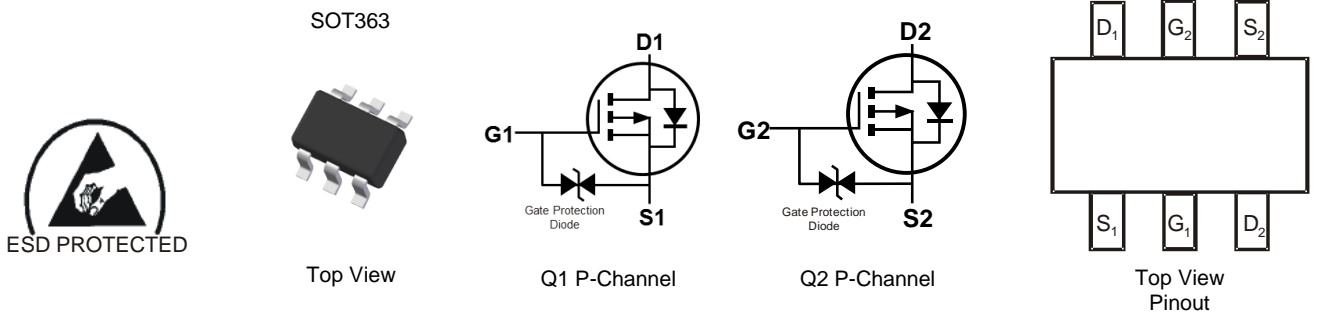 ESD PROTECTED
SOT363
Top View
D1
G1
Gate Protection
Diode
S1
Q1 P-Channel
D2
G2
Gate Protection
Diode
S2
Q2 P-Channel
D₁ G₂ S₂
S₁ G₁ D₂
Top View
Pinout